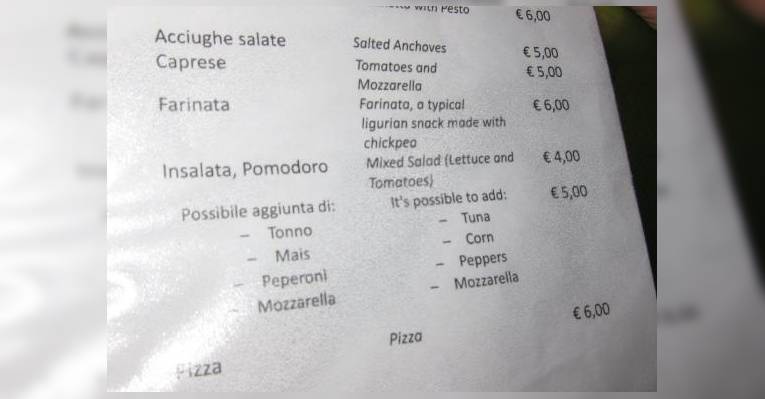 with Pesto € 6,00
Acciughe salate Salted Anchoves € 5,00
Caprese Tomatoes and € 5,00
Mozzarella
Farinata Farinata, a typical € 6,00
ligurian snack made with
chickpea
Insalata, Pomodoro Mixed Salad (Lettuce and € 4,00
Tomatoes)
Possibile aggiunta di: It's possible to add: € 5,00
– Tonno – Tuna
– Mais – Corn
– Peperoni – Peppers
– Mozzarella – Mozzarella
Pizza Pizza € 6,00